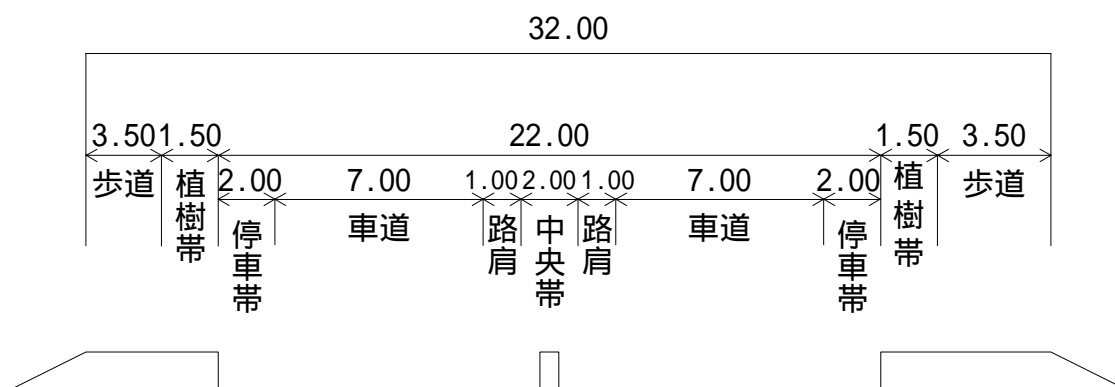 32.00
3.50 1.50 22.00 1.50 3.50
歩道 植樹帯 2.00 7.00 1.00 2.00 1.00 7.00 2.00 植樹帯 歩道
停車帯 車道 路肩 中央帯 路肩 車道 停車帯